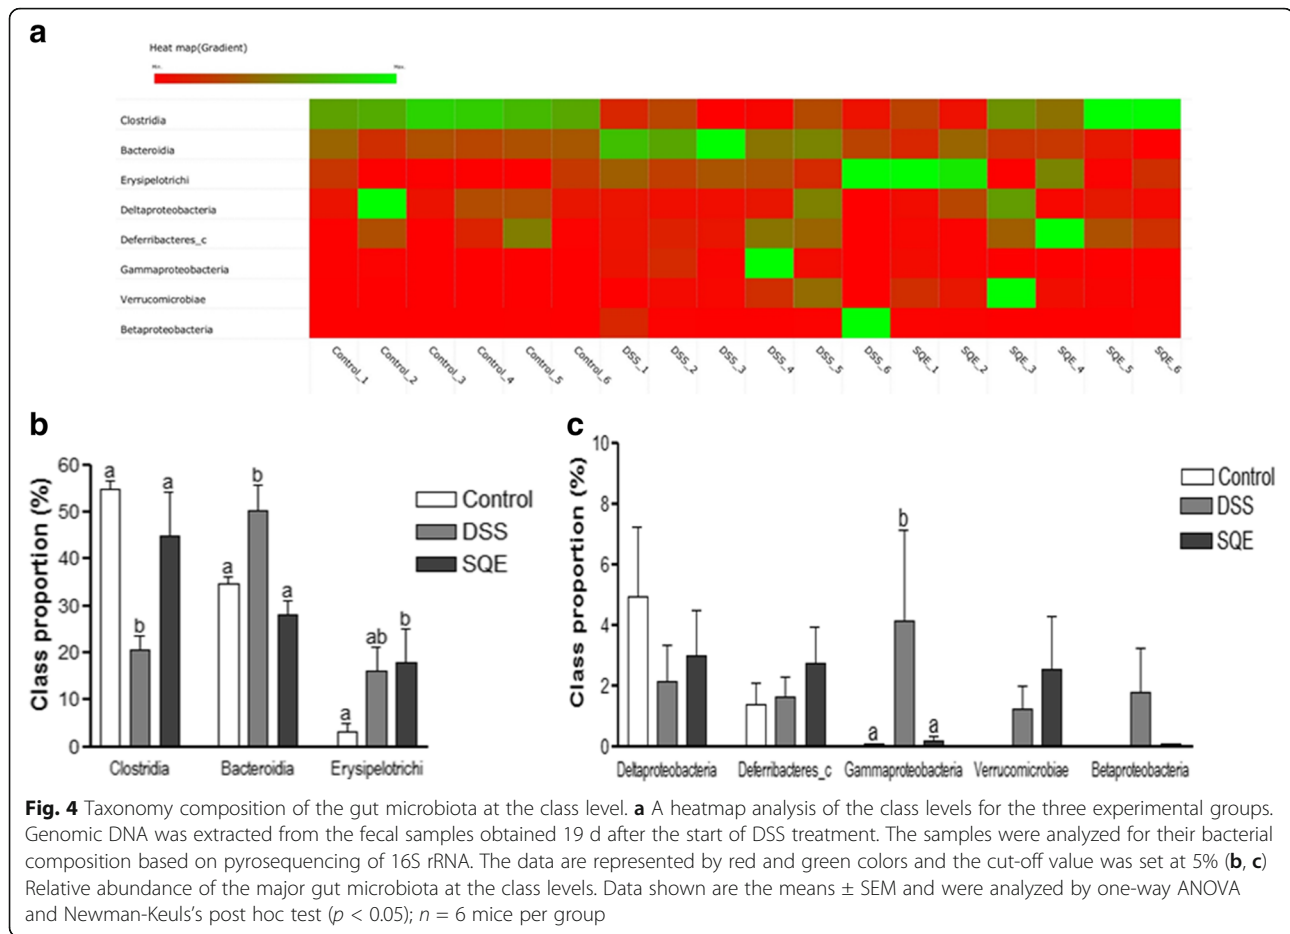 a
Heat map(Gradient)
Min. Max.
Clostridia
Bacteroidia
Erysipelotrichi
Deltaproteobacteria
Deferribacteres_c
Gammaproteobacteria
Verrucomicrobiae
Betaproteobacteria
Control_1 Control_2 Control_3 Control_4 Control_5 Control_6 DSS_1 DSS_2 DSS_3 DSS_4 DSS_5 DSS_6 SQE_1 SQE_2 SQE_3 SQE_4 SQE_5 SQE_6
b
Class proportion (%)
60
50
40
30
20
10
0
a b a
a b a
a ab b
Clostridia Bacteroidia Erysipelotrichi
Control
DSS
SQE
c
Class proportion (%)
10
8
6
4
2
0
a b a
Deltaproteobacteria Deferribacteres_c Gammaproteobacteria Verrucomicrobiae Betaproteobacteria
Control
DSS
SQE
Fig. 4 Taxonomy composition of the gut microbiota at the class level. a A heatmap analysis of the class levels for the three experimental groups.
Genomic DNA was extracted from the fecal samples obtained 19 d after the start of DSS treatment. The samples were analyzed for their bacterial
composition based on pyrosequencing of 16S rRNA. The data are represented by red and green colors and the cut-off value was set at 5% (b, c)
Relative abundance of the major gut microbiota at the class levels. Data shown are the means ± SEM and were analyzed by one-way ANOVA
and Newman-Keuls's post hoc test (p < 0.05); n = 6 mice per group